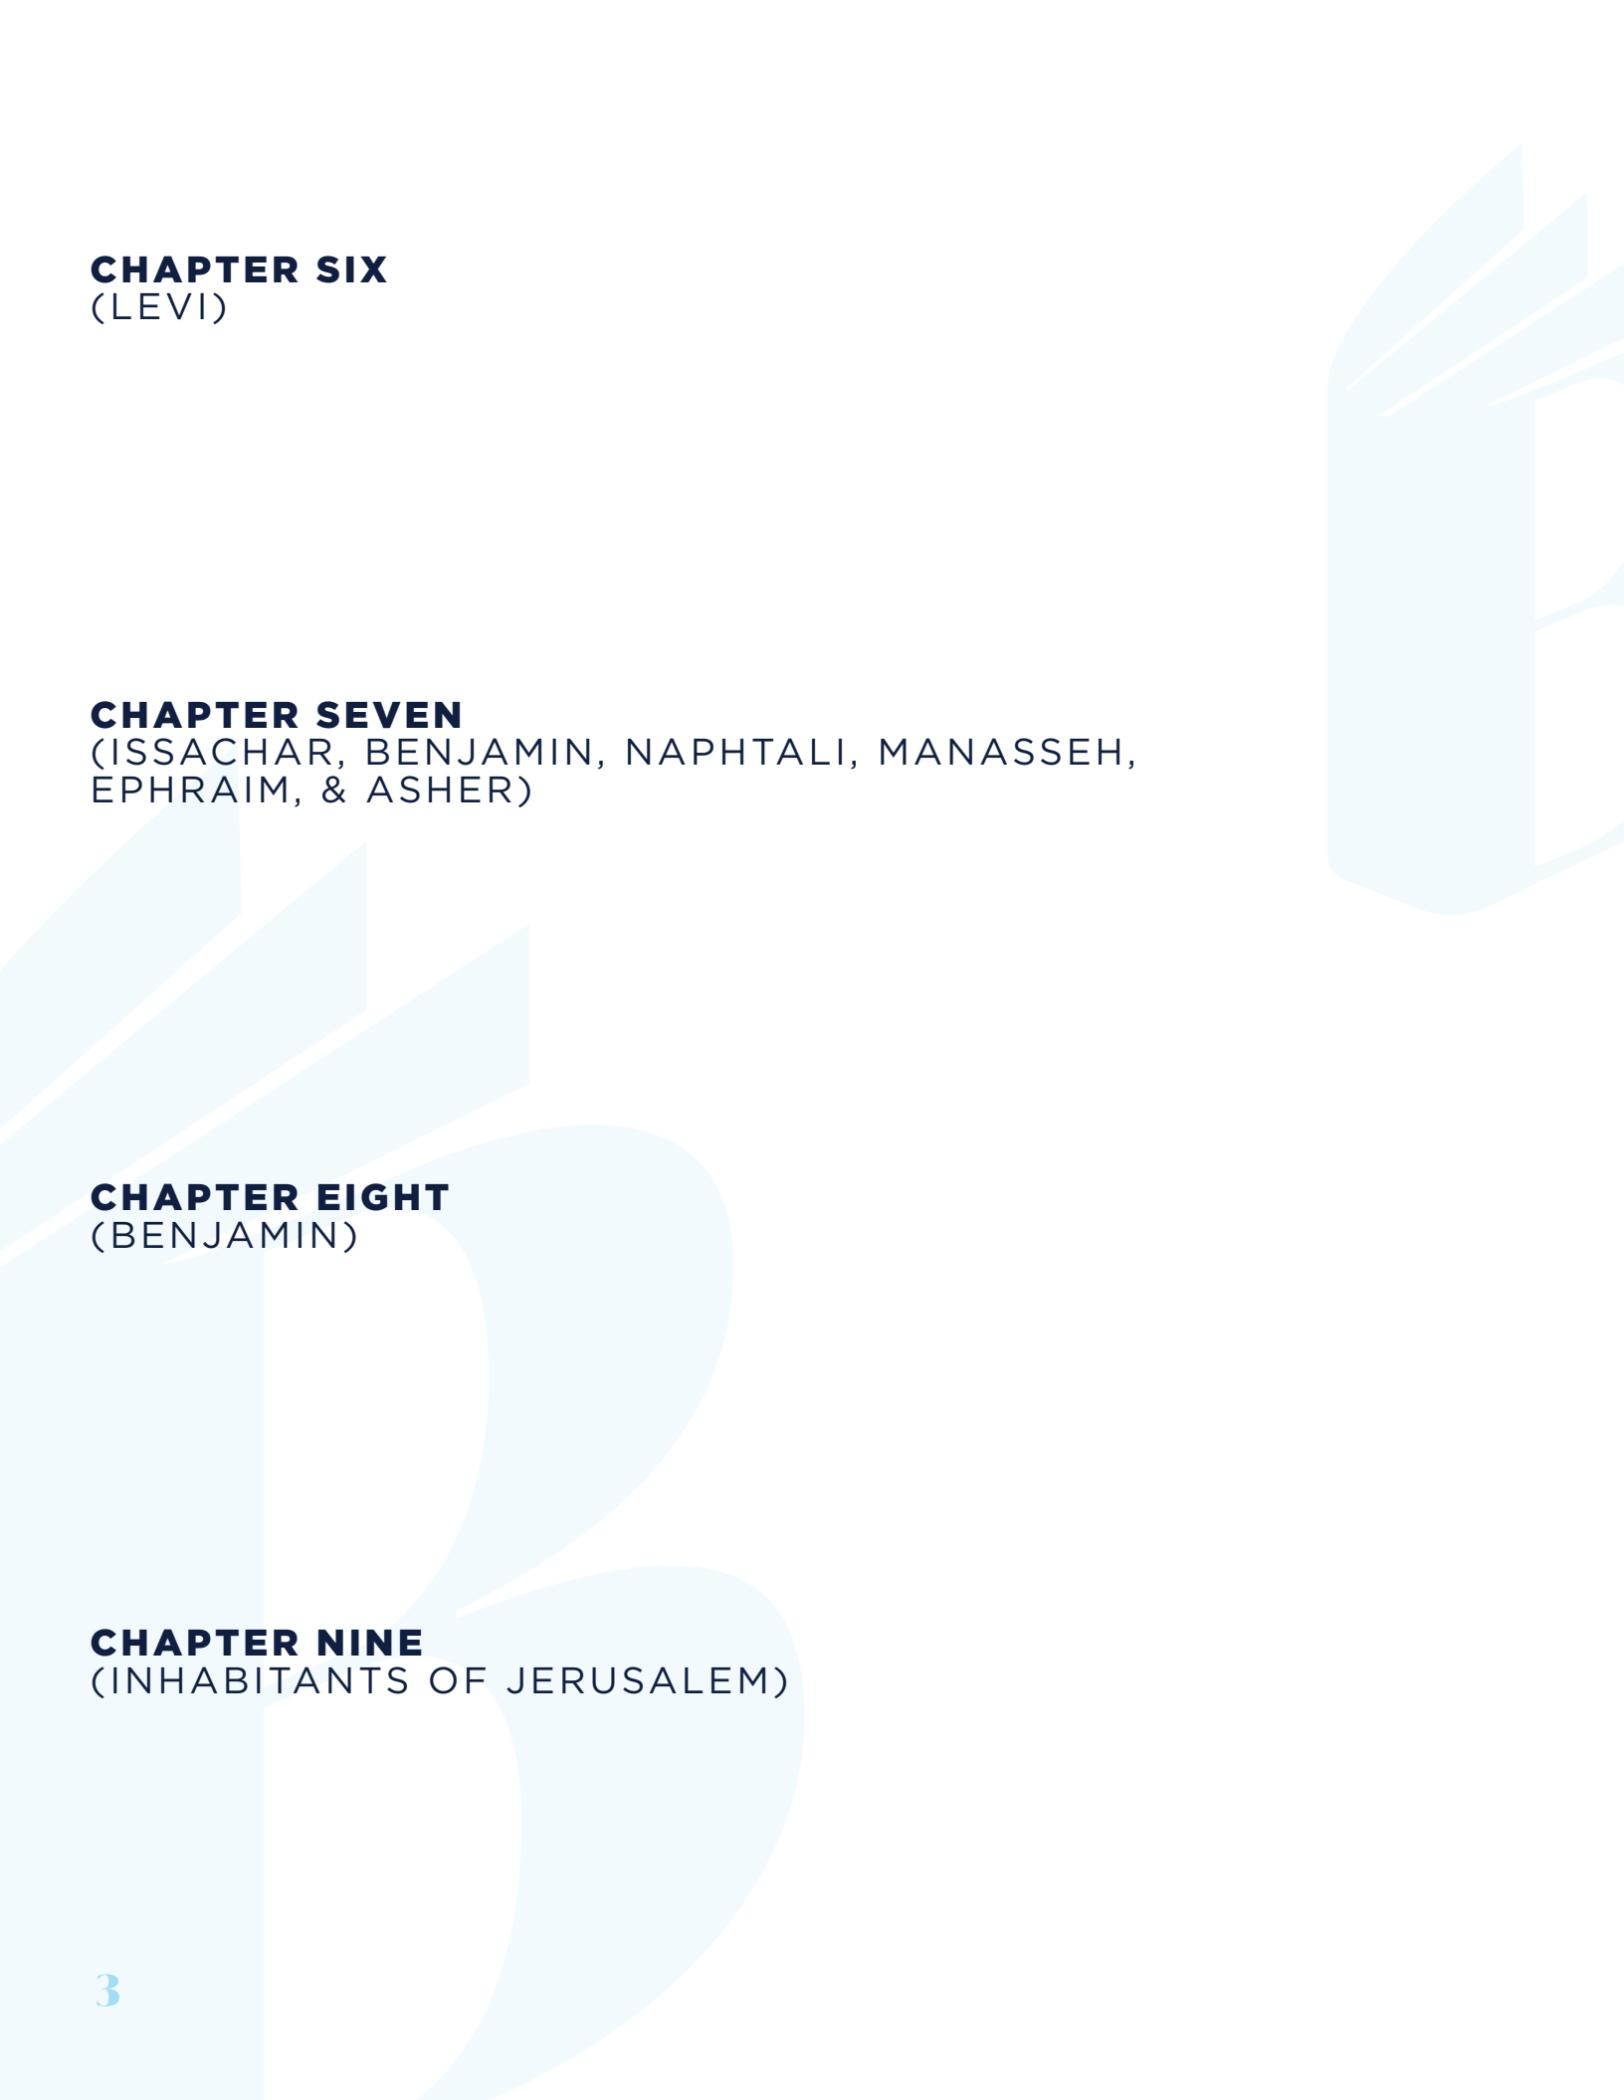 CHAPTER SIX
(LEVI)
CHAPTER SEVEN
(ISSACHAR, BENJAMIN, NAPHTALI, MANASSEH,
EPHRAIM, & ASHER)
CHAPTER EIGHT
(BENJAMIN)
CHAPTER NINE
(INHABITANTS OF JERUSALEM)
3